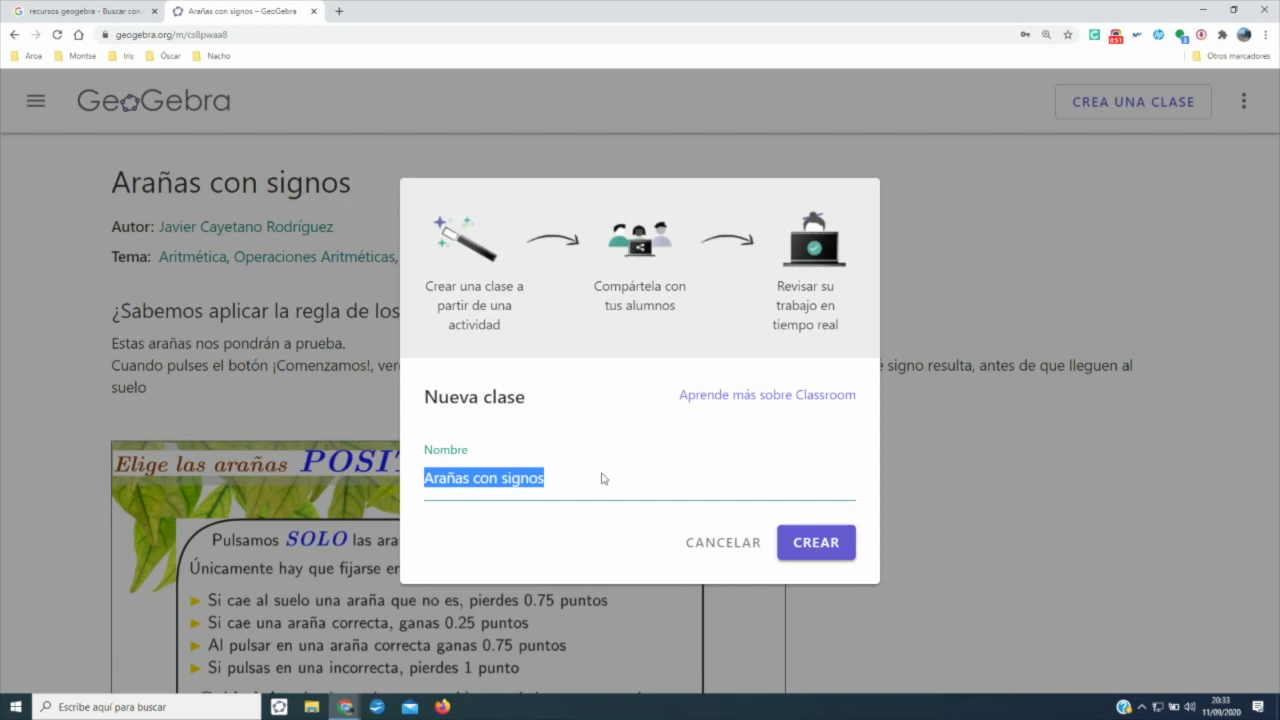 recursos geogebra - Buscar con
Arañas con signos – GeoGebra
geogebra.org/m/cs8pwaa8
0:51
Aroa
Montse
Iris
Óscar
Nacho
Otros marcadores
GeoGebra
CREA UNA CLASE
Arañas con signos
Autor: Javier Cayetano Rodríguez
Tema: Aritmética, Operaciones Aritméticas,
¿Sabemos aplicar la regla de los
Estas arañas nos pondrán a prueba.
Cuando pulses el botón ¡Comenzamos!, ver
e signo resulta, antes de que lleguen al
suelo
Crear una clase a
partir de una
actividad
Compártela con
tus alumnos
Revisar su
trabajo en
tiempo real
Nueva clase
Aprende más sobre Classroom
Nombre
Arañas con signos
CANCELAR
CREAR
Elige las arañas POSIT
Pulsamos SOLO las ara
Únicamente hay que fijarse en
Si cae al suelo una araña que no es, pierdes 0.75 puntos
Si cae una araña correcta, ganas 0.25 puntos
Al pulsar en una araña correcta ganas 0.75 puntos
Si pulsas en una incorrecta, pierdes 1 punto
Escribe aquí para buscar
20:33
11/09/2020